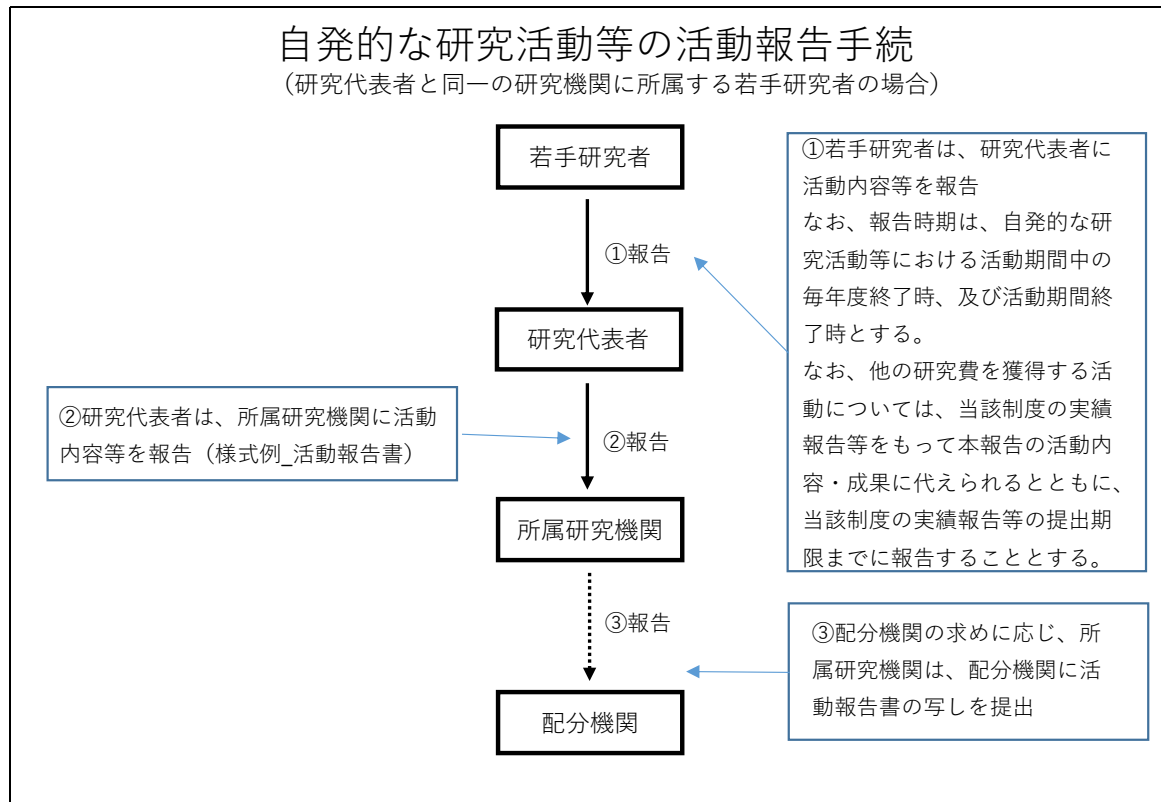 自発的な研究活動等の活動報告手続
（研究代表者と同一の研究機関に所属する若手研究者の場合）
若手研究者
①報告
①若手研究者は、研究代表者に
活動内容等を報告
なお、報告時期は、自発的な研
究活動等における活動期間中の
毎年度終了時、及び活動期間終
了時とする。
なお、他の研究費を獲得する活
動については、当該制度の実績
報告等をもって本報告の活動内
容・成果に代えられるとともに、
当該制度の実績報告等の提出期
限までに報告することとする。
研究代表者
②研究代表者は、所属研究機関に活動
内容等を報告（様式例_活動報告書）
②報告
所属研究機関
③報告
③配分機関の求めに応じ、所
属研究機関は、配分機関に活
動報告書の写しを提出
配分機関